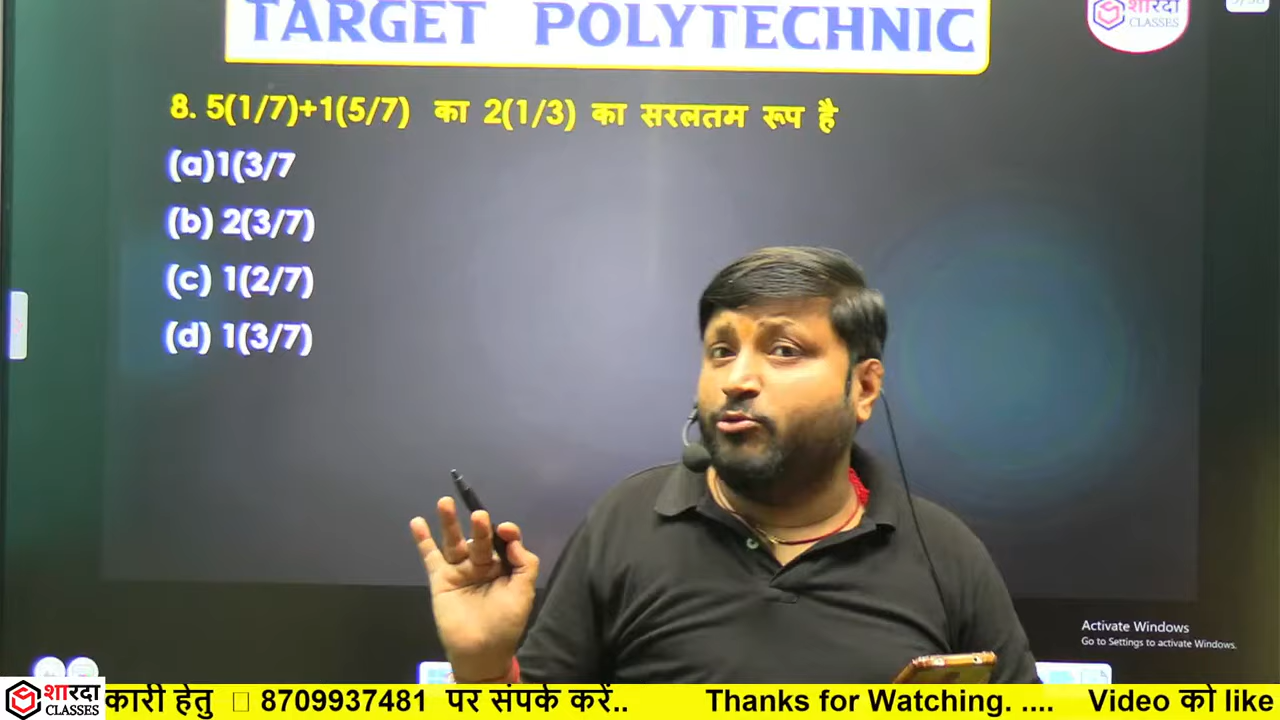 TARGET POLYTECHNIC
शारदा
CLASSES
8. 5(1/7)+1(5/7) का 2(1/3) का सरलतम रूप है
(a)1(3/7
(b) 2(3/7)
(c) 1(2/7)
(d) 1(3/7)
Activate Windows
Go to Settings to activate Windows.
शारदा
CLASSES
कारी हेतु 8709937481 पर संपर्क करें.. Thanks for Watching. .... Video को like